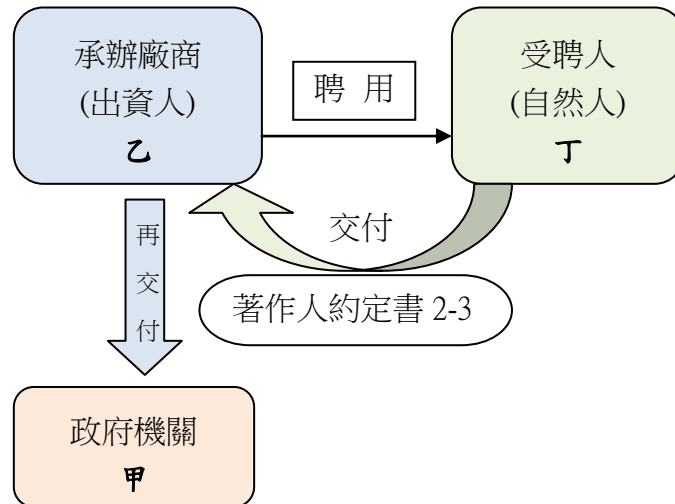 承辦廠商
(出資人)
乙
聘 用
受聘人
(自然人)
丁
交付
著作人約定書 2-3
再
交
付
政府機關
甲